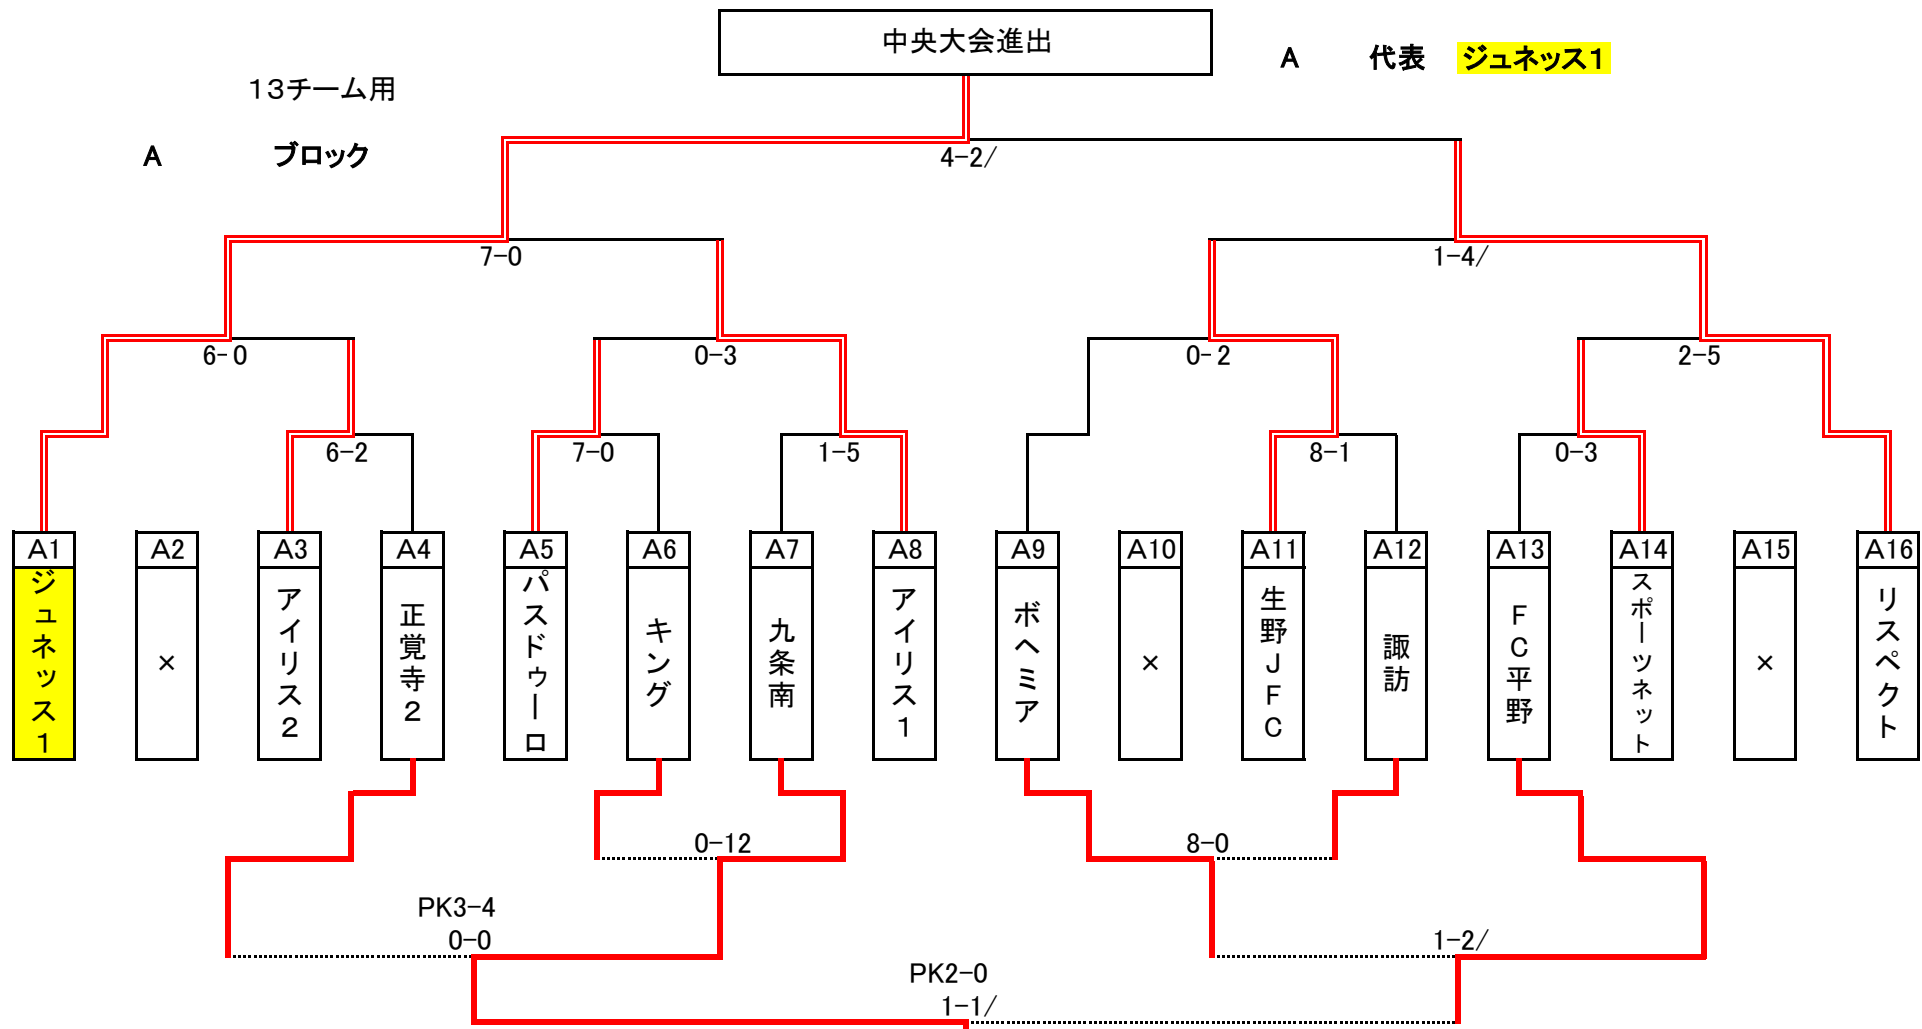 中央大会進出
A 代表 ジュネッス1
13チーム用
A ブロック
4-2/
7-0
1-4/
6-0
0-3
0-2
2-5
6-2
7-0
1-5
8-1
0-3
A1 A2 A3 A4 A5 A6 A7 A8 A9 A10 A11 A12 A13 A14 A15 A16
ジュネッス1
×
アイリス2
正覚寺2
パスドゥーロ
キング
九条南
アイリス1
ボヘミア
×
生野JFC
諏訪
FC平野
スポーツネット
×
リスペクト
0-12
8-0
PK3-4
0-0
1-2/
PK2-0
1-1/